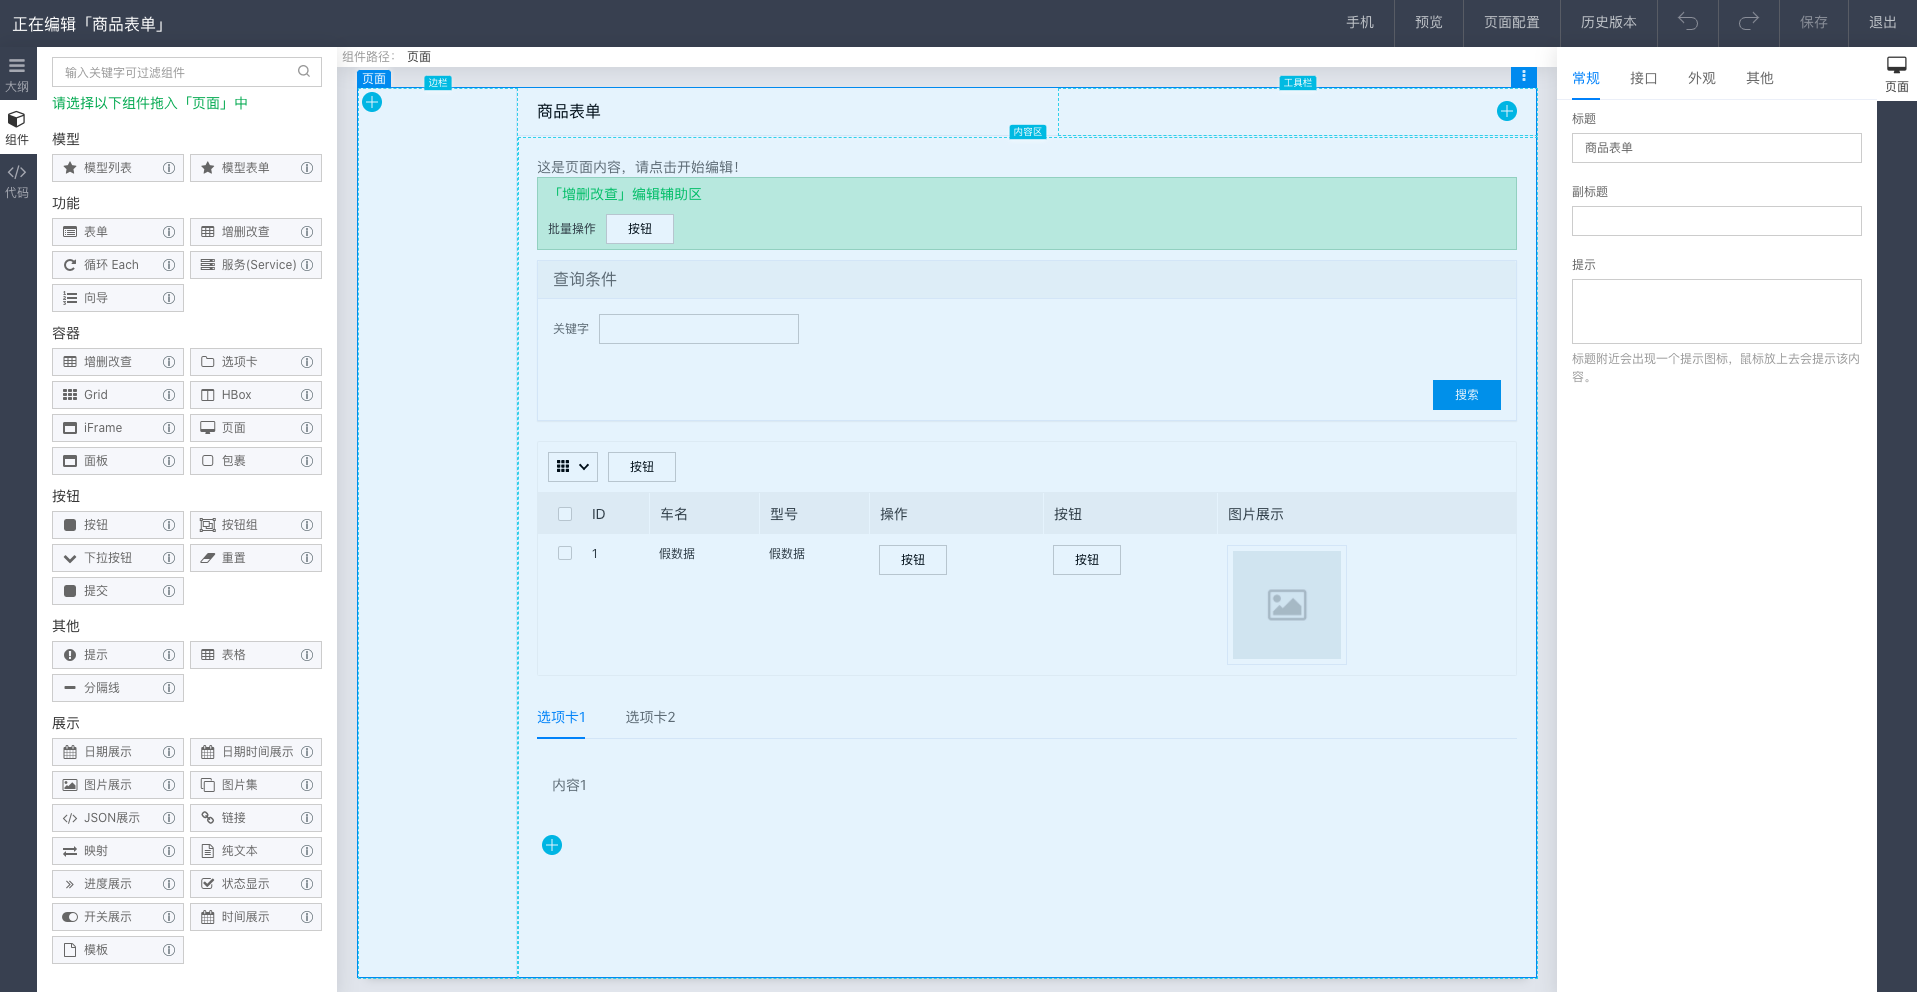 正在编辑「商品表单」
手机
预览
页面配置
历史版本
保存
退出
大纲
组件
代码
输入关键字可过滤组件
请选择以下组件拖入「页面」中
模型
模型列表
模型表单
功能
表单
增删改查
循环 Each
服务(Service)
向导
容器
增删改查
选项卡
Grid
HBox
iFrame
页面
面板
包裹
按钮
按钮
按钮组
下拉按钮
重置
提交
其他
提示
表格
分隔线
展示
日期展示
日期时间展示
图片展示
图片集
JSON展示
链接
映射
纯文本
进度展示
状态显示
开关展示
时间展示
模板
组件路径： 页面
页面
边栏
工具栏
商品表单
内容区
这是页面内容，请点击开始编辑！
「增删改查」编辑辅助区
批量操作
按钮
查询条件
关键字
搜索
按钮
ID 车名 型号 操作 按钮 图片展示
1 假数据 假数据 按钮 按钮
选项卡1
选项卡2
内容1
常规
接口
外观
其他
页面
标题
商品表单
副标题
提示
标题附近会出现一个提示图标，鼠标放上去会提示该内
容。